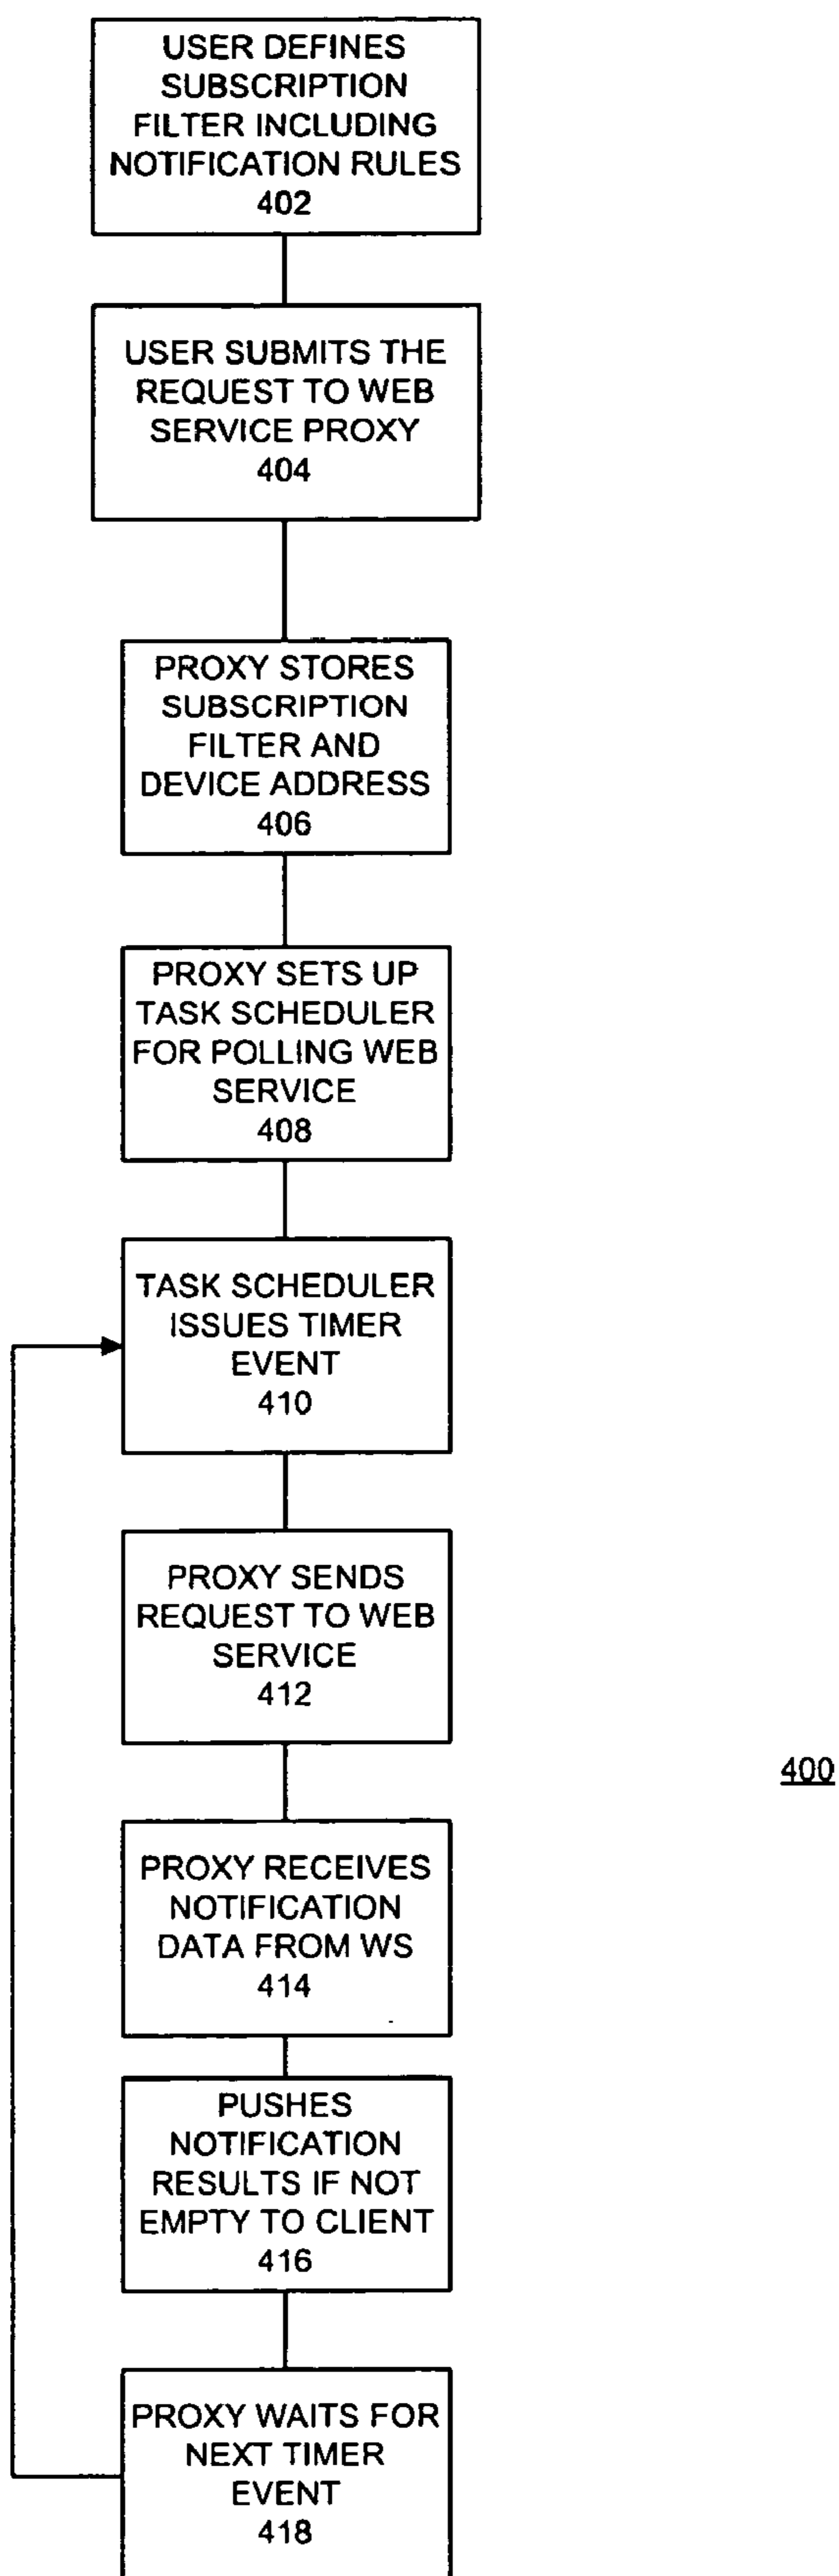 USER DEFINES
SUBSCRIPTION
FILTER INCLUDING
NOTIFICATION RULES
402
USER SUBMITS THE
REQUEST TO WEB
SERVICE PROXY
404
PROXY STORES
SUBSCRIPTION
FILTER AND
DEVICE ADDRESS
406
PROXY SETS UP
TASK SCHEDULER
FOR POLLING WEB
SERVICE
408
TASK SCHEDULER
ISSUES TIMER
EVENT
410
PROXY SENDS
REQUEST TO WEB
SERVICE
412
400
PROXY RECEIVES
NOTIFICATION
DATA FROM WS
414
PUSHES
NOTIFICATION
RESULTS IF NOT
EMPTY TO CLIENT
416
PROXY WAITS FOR
NEXT TIMER
EVENT
418